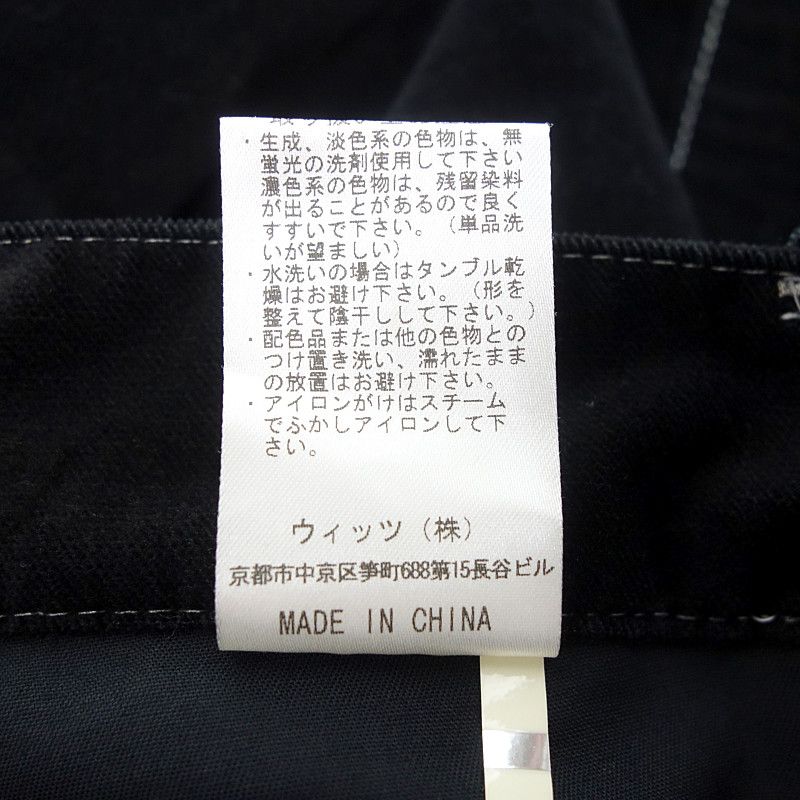 ・生成、淡色系の色物は、無
蛍光の洗剤使用して下さい
濃色系の色物は、残留染料
が出ることがあるので良く
すすいで下さい。（単品洗
いが望ましい）
・水洗いの場合はタンブル乾
燥はお避け下さい。（形を
整えて陰干しして下さい。）
・配色品または他の色物との
つけ置き洗い、濡れたまま
の放置はお避け下さい。
・アイロンがけはスチーム
でふかしアイロンして下
さい。
ウィッツ（株）
京都市中京区笋町688第15長谷ビル
MADE IN CHINA